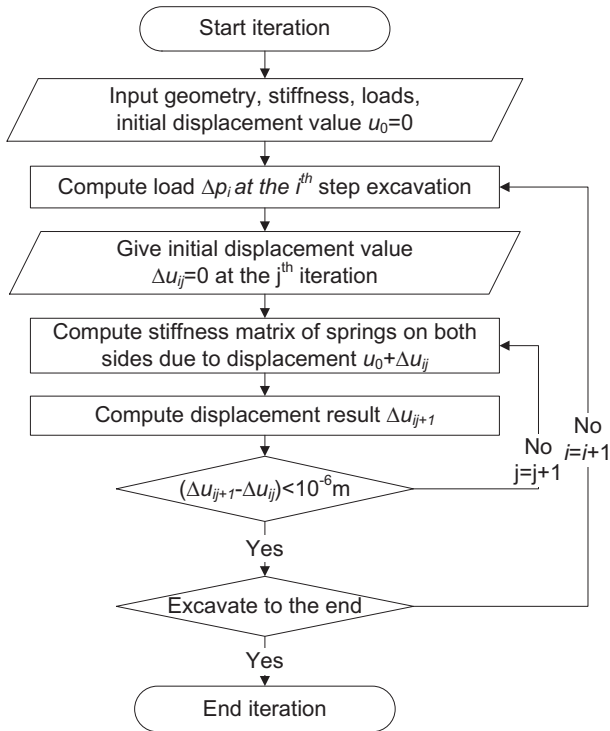 Start iteration
Input geometry, stiffness, loads,
initial displacement value u₀=0
Compute load Δpᵢ at the iᵗʰ step excavation
Give initial displacement value
Δuᵢⱼ=0 at the jᵗʰ iteration
Compute stiffness matrix of springs on both
sides due to displacement u₀+Δuᵢⱼ
Compute displacement result Δuᵢⱼ₊₁
(Δuᵢⱼ₊₁-Δuᵢⱼ)<10⁻⁶m
No
j=j+1
No
i=i+1
Yes
Excavate to the end
Yes
End iteration